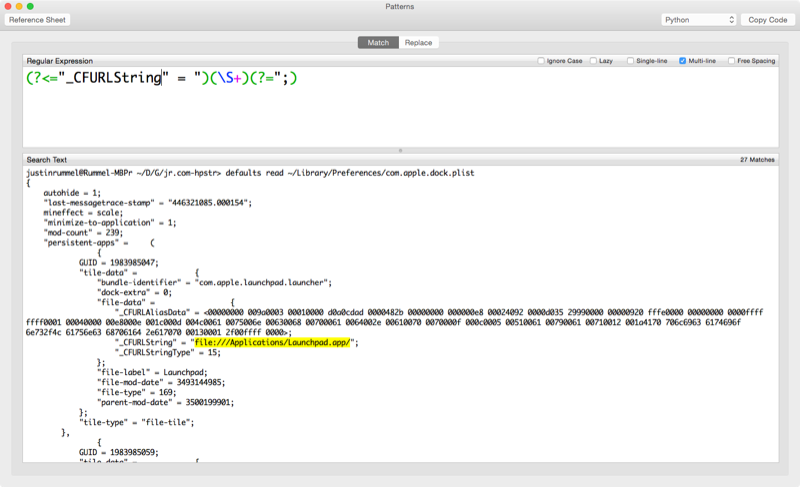 Patterns
Reference Sheet
Python
Copy Code
Match
Replace
Regular Expression
Ignore Case
Lazy
Single-line
Multi-line
Free Spacing
(?<="_CFURLString" = ")(\S+)(?=";)
Search Text
27 Matches
justinrummel@Rummel-MBPr ~/D/G/jr.com-hpstr> defaults read ~/Library/Preferences/com.apple.dock.plist
{
autohide = 1;
"last-messagetrace-stamp" = "446321085.000154";
mineffect = scale;
"minimize-to-application" = 1;
"mod-count" = 239;
"persistent-apps" = (
{
GUID = 1983985047;
"tile-data" = {
"bundle-identifier" = "com.apple.launchpad.launcher";
"dock-extra" = 0;
"file-data" = {
"_CFURLAliasData" = <00000000 009a0003 00010000 d0a0cdad 0000482b 00000000 000000e8 00024092 0000d035 29990000 00000920 fffe0000 00000000 0000ffff
ffff0001 00040000 00e8000e 001c000d 004c0061 0075006e 00630068 00700061 0064002e 00610070 0070000f 000c0005 00510061 00790061 00710012 001a4170 706c6963 6174696f
6e732f4c 61756e63 68706164 2e617070 00130001 2f00ffff 0000>;
"_CFURLString" = "file:///Applications/Launchpad.app/";
"_CFURLStringType" = 15;
};
"file-label" = Launchpad;
"file-mod-date" = 3493144985;
"file-type" = 169;
"parent-mod-date" = 3500199901;
};
"tile-type" = "file-tile";
},
{
GUID = 1983985059;
"tile-data" = {